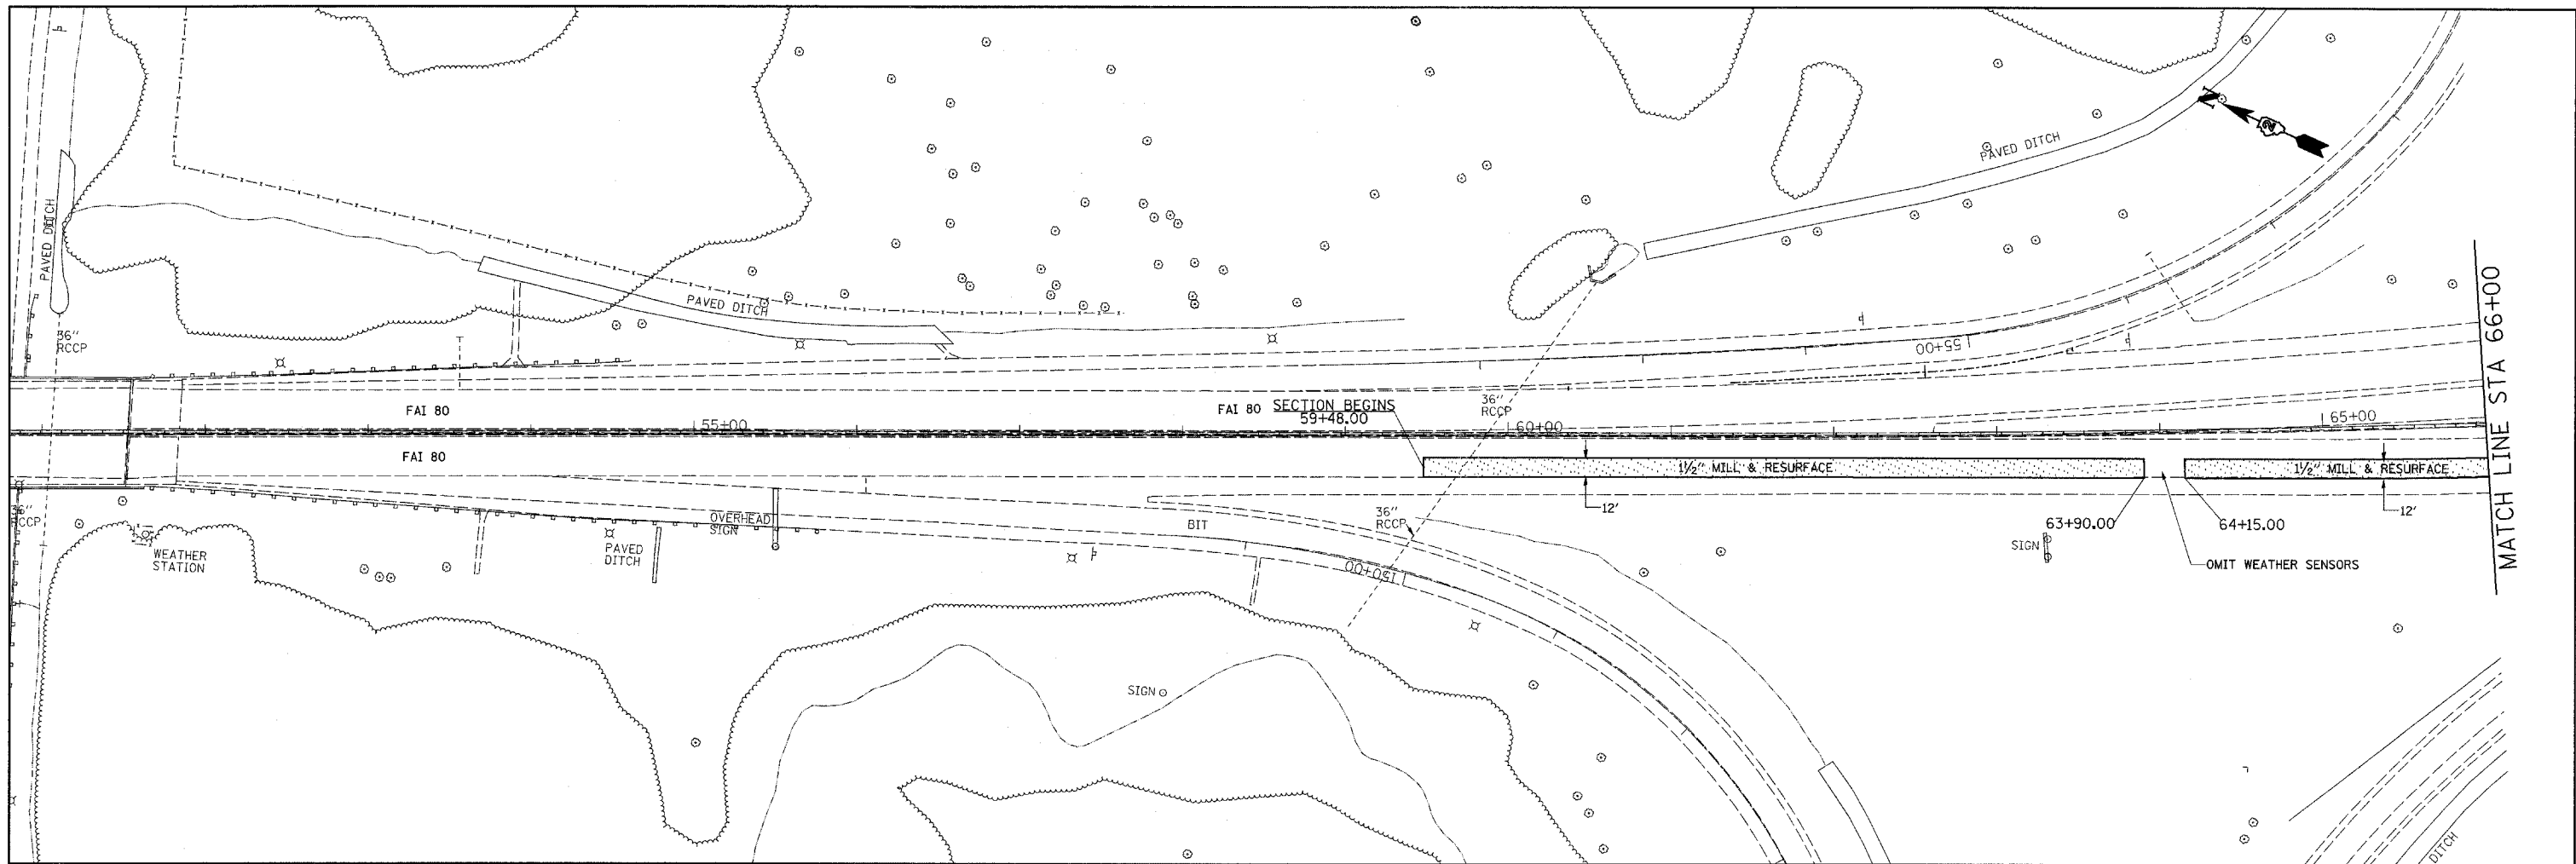 PAVED DITCH
N
2
PAVED DITCH
PAVED DITCH
36"
RCCP
55+00
36"
RCCP
FAI 80
FAI 80
SECTION BEGINS
59+48.00
55+00
60+00
65+00
FAI 80
1½" MILL & RESURFACE
1½" MILL & RESURFACE
MATCH LINE STA 66+00
36"
RCCP
OVERHEAD
SIGN
BIT
36"
RCCP
12'
63+90.00
64+15.00
12'
WEATHER
STATION
PAVED
DITCH
150+00
SIGN
OMIT WEATHER SENSORS
SIGN
DITCH